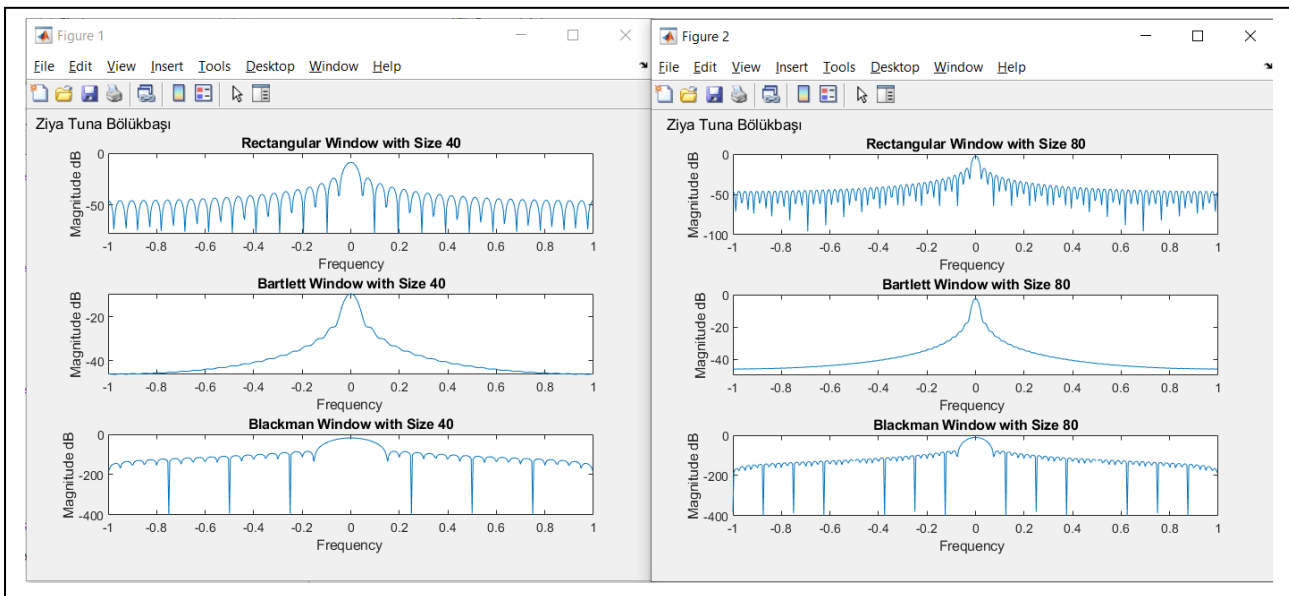 Figure 1
File Edit View Insert Tools Desktop Window Help
Ziya Tuna Bölükbaşı
Rectangular Window with Size 40
Magnitude dB
0
-50
-1 -0.8 -0.6 -0.4 -0.2 0 0.2 0.4 0.6 0.8 1
Frequency
Bartlett Window with Size 40
Magnitude dB
-20
-40
-1 -0.8 -0.6 -0.4 -0.2 0 0.2 0.4 0.6 0.8 1
Frequency
Blackman Window with Size 40
Magnitude dB
0
-200
-400
-1 -0.8 -0.6 -0.4 -0.2 0 0.2 0.4 0.6 0.8 1
Frequency
Figure 2
File Edit View Insert Tools Desktop Window Help
Ziya Tuna Bölükbaşı
Rectangular Window with Size 80
Magnitude dB
0
-50
-100
-1 -0.8 -0.6 -0.4 -0.2 0 0.2 0.4 0.6 0.8 1
Frequency
Bartlett Window with Size 80
Magnitude dB
0
-20
-40
-1 -0.8 -0.6 -0.4 -0.2 0 0.2 0.4 0.6 0.8 1
Frequency
Blackman Window with Size 80
Magnitude dB
0
-200
-400
-1 -0.8 -0.6 -0.4 -0.2 0 0.2 0.4 0.6 0.8 1
Frequency